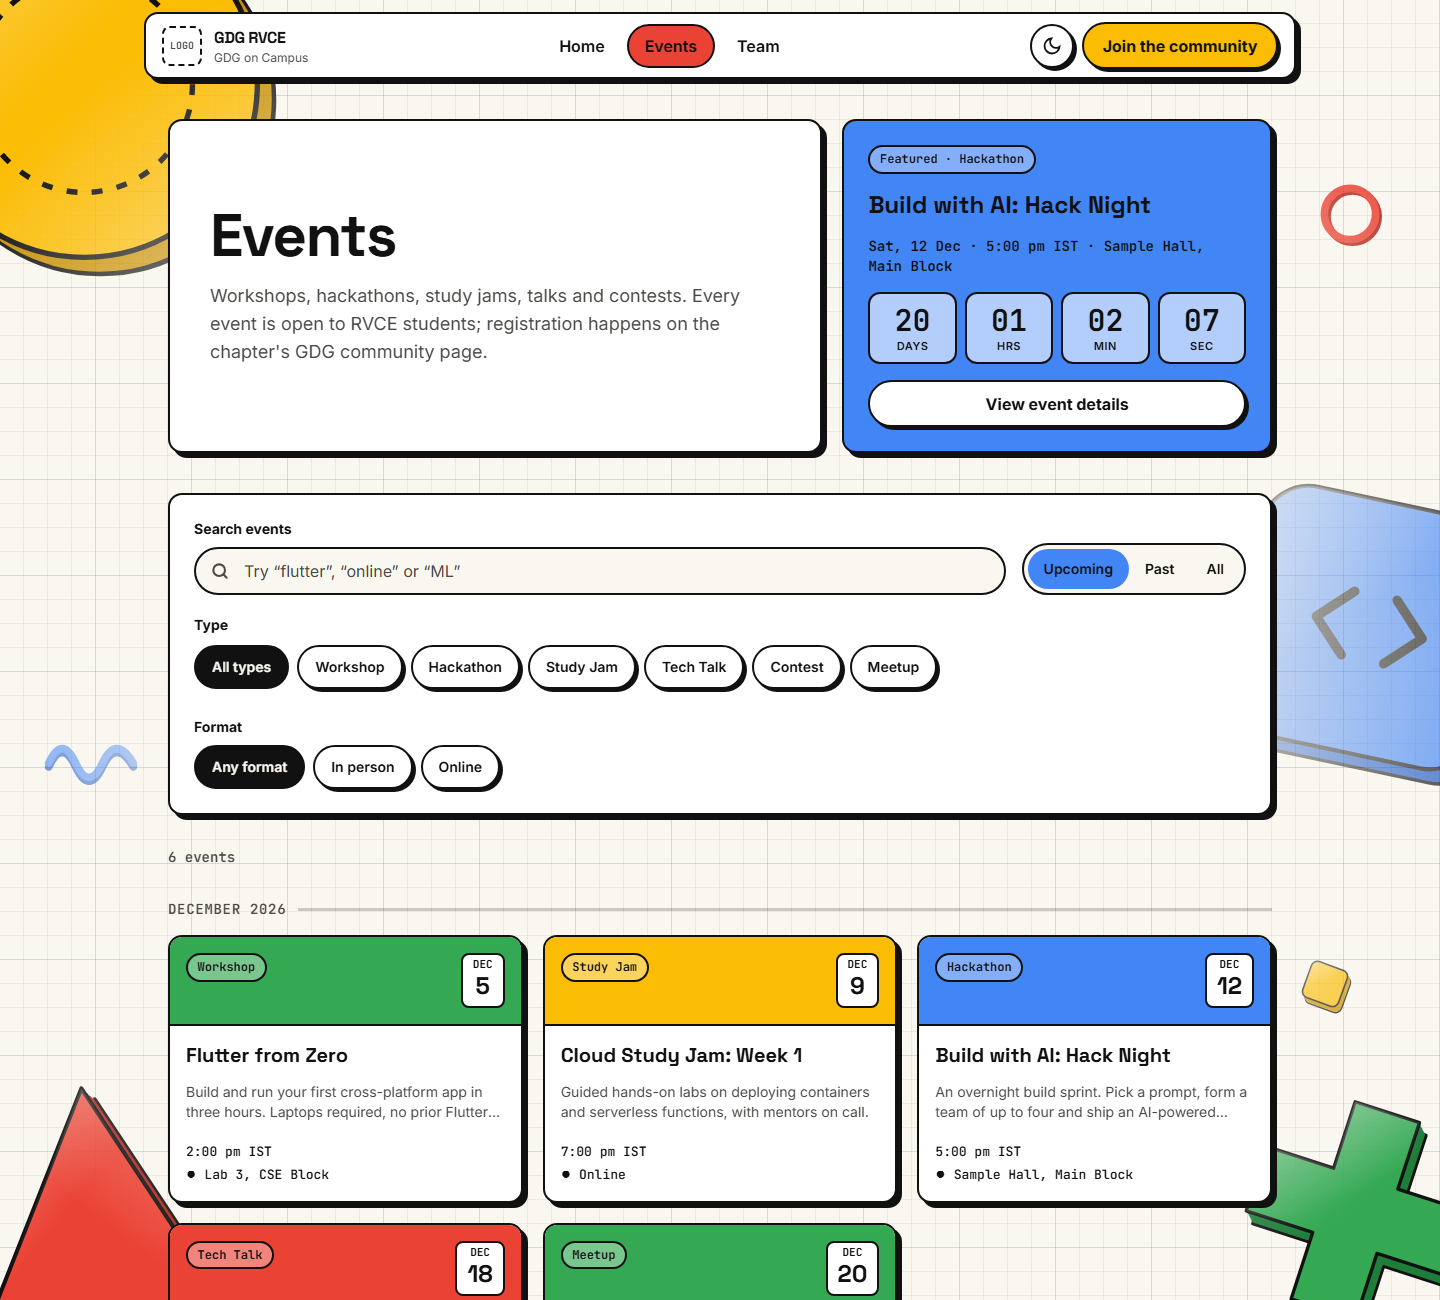 LOGO
GDG RVCE
GDG on Campus
Home
Events
Team
Join the community
Events
Workshops, hackathons, study jams, talks and contests. Every
event is open to RVCE students; registration happens on the
chapter's GDG community page.
Featured · Hackathon
Build with AI: Hack Night
Sat, 12 Dec · 5:00 pm IST · Sample Hall,
Main Block
20
DAYS
01
HRS
02
MIN
07
SEC
View event details
Search events
Try “flutter”, “online” or “ML”
Upcoming
Past
All
Type
All types
Workshop
Hackathon
Study Jam
Tech Talk
Contest
Meetup
Format
Any format
In person
Online
6 events
DECEMBER 2026
Workshop
DEC
5
Flutter from Zero
Build and run your first cross-platform app in
three hours. Laptops required, no prior Flutter...
2:00 pm IST
Lab 3, CSE Block
Study Jam
DEC
9
Cloud Study Jam: Week 1
Guided hands-on labs on deploying containers
and serverless functions, with mentors on call.
7:00 pm IST
Online
Hackathon
DEC
12
Build with AI: Hack Night
An overnight build sprint. Pick a prompt, form a
team of up to four and ship an AI-powered...
5:00 pm IST
Sample Hall, Main Block
Tech Talk
DEC
18
Meetup
DEC
20